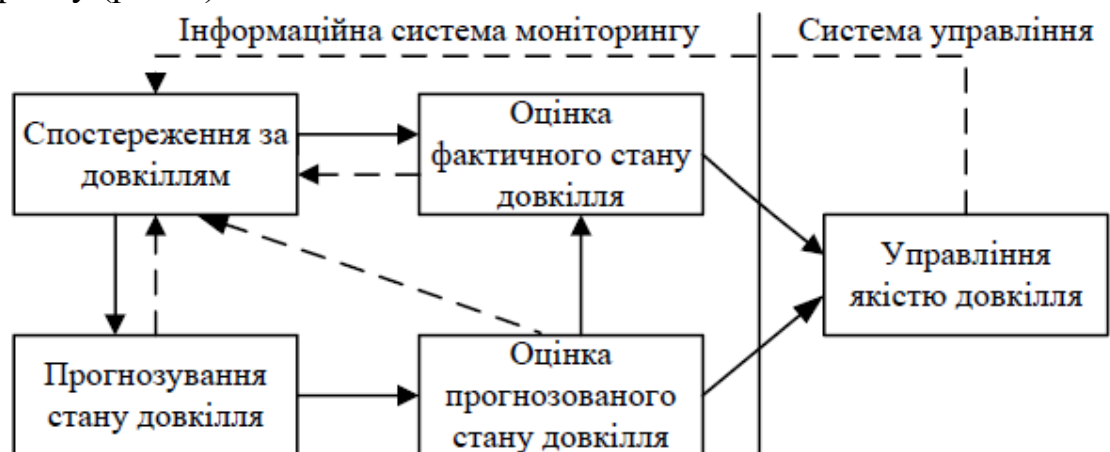 Інформаційна система моніторингу
Система управління
Спостереження за
довкіллям
Оцінка
фактичного стану
довкілля
Управління
якістю довкілля
Прогнозування
стану довкілля
Оцінка
прогнозованого
стану довкілля